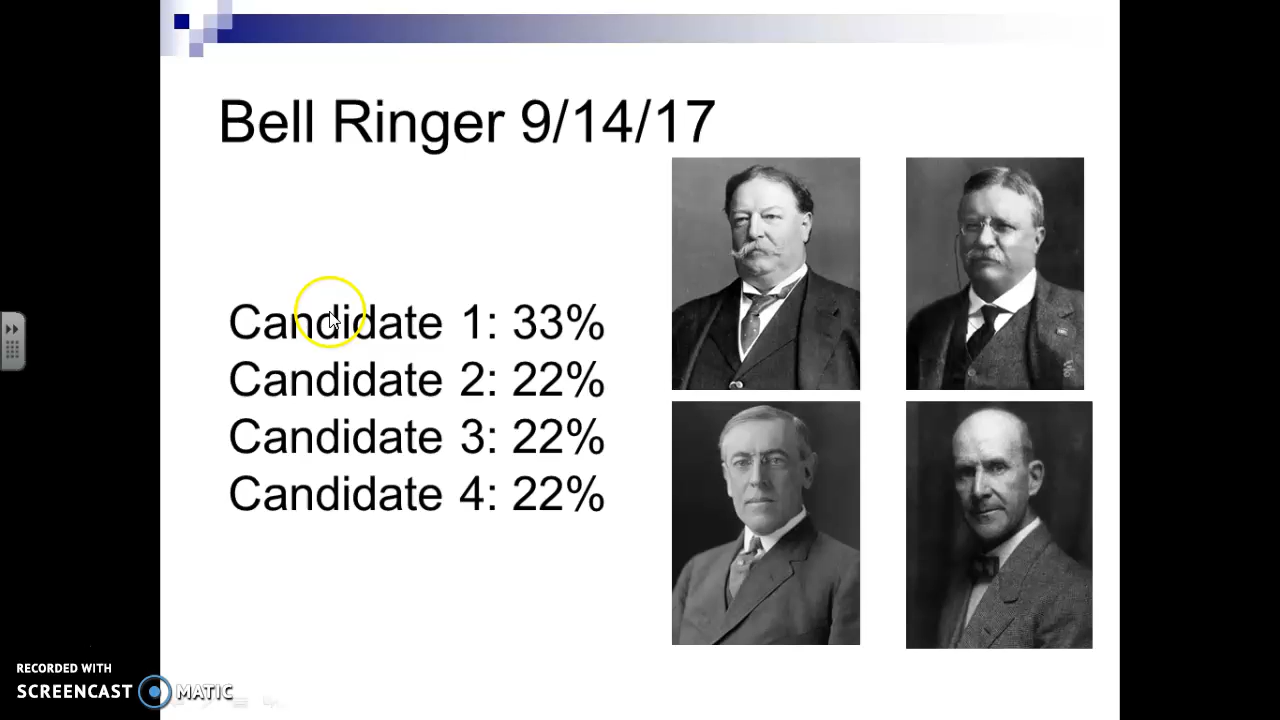 Bell Ringer 9/14/17
Candidate 1: 33%
Candidate 2: 22%
Candidate 3: 22%
Candidate 4: 22%
RECORDED WITH
SCREENCAST MATIC